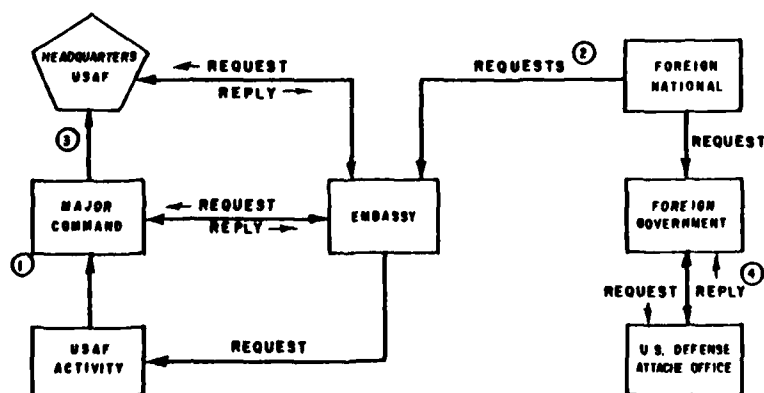 HEADQUARTERS
USAF
REQUEST
REPLY
REQUESTS
2
FOREIGN
NATIONAL
3
REQUEST
MAJOR
COMMAND
REQUEST
REPLY
EMBASSY
FOREIGN
GOVERNMENT
1
4
REQUEST
REPLY
USAF
ACTIVITY
REQUEST
U.S. DEFENSE
ATTACHE OFFICE